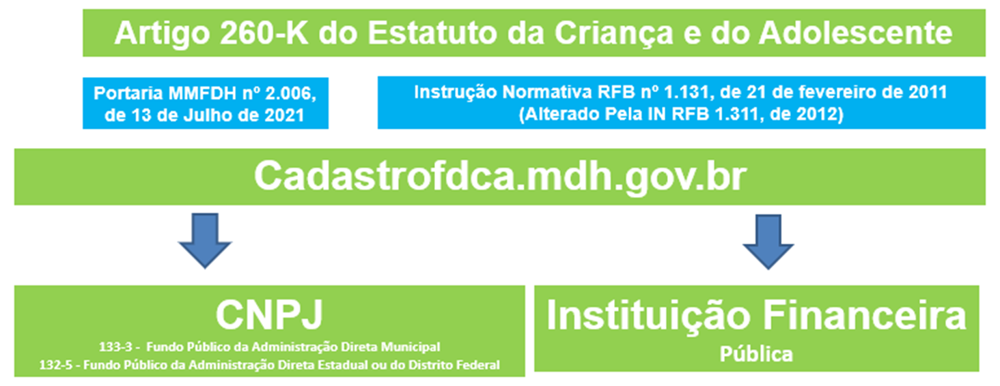 Artigo 260-K do Estatuto da Criança e do Adolescente
Portaria MMFDH nº 2.006,
de 13 de Julho de 2021
Instrução Normativa RFB nº 1.131, de 21 de fevereiro de 2011
(Alterado Pela IN RFB 1.311, de 2012)
Cadastrofdca.mdh.gov.br
CNPJ
133-3 - Fundo Público da Administração Direta Municipal
132-5 - Fundo Público da Administração Direta Estadual ou do Distrito Federal
Instituição Financeira
Pública